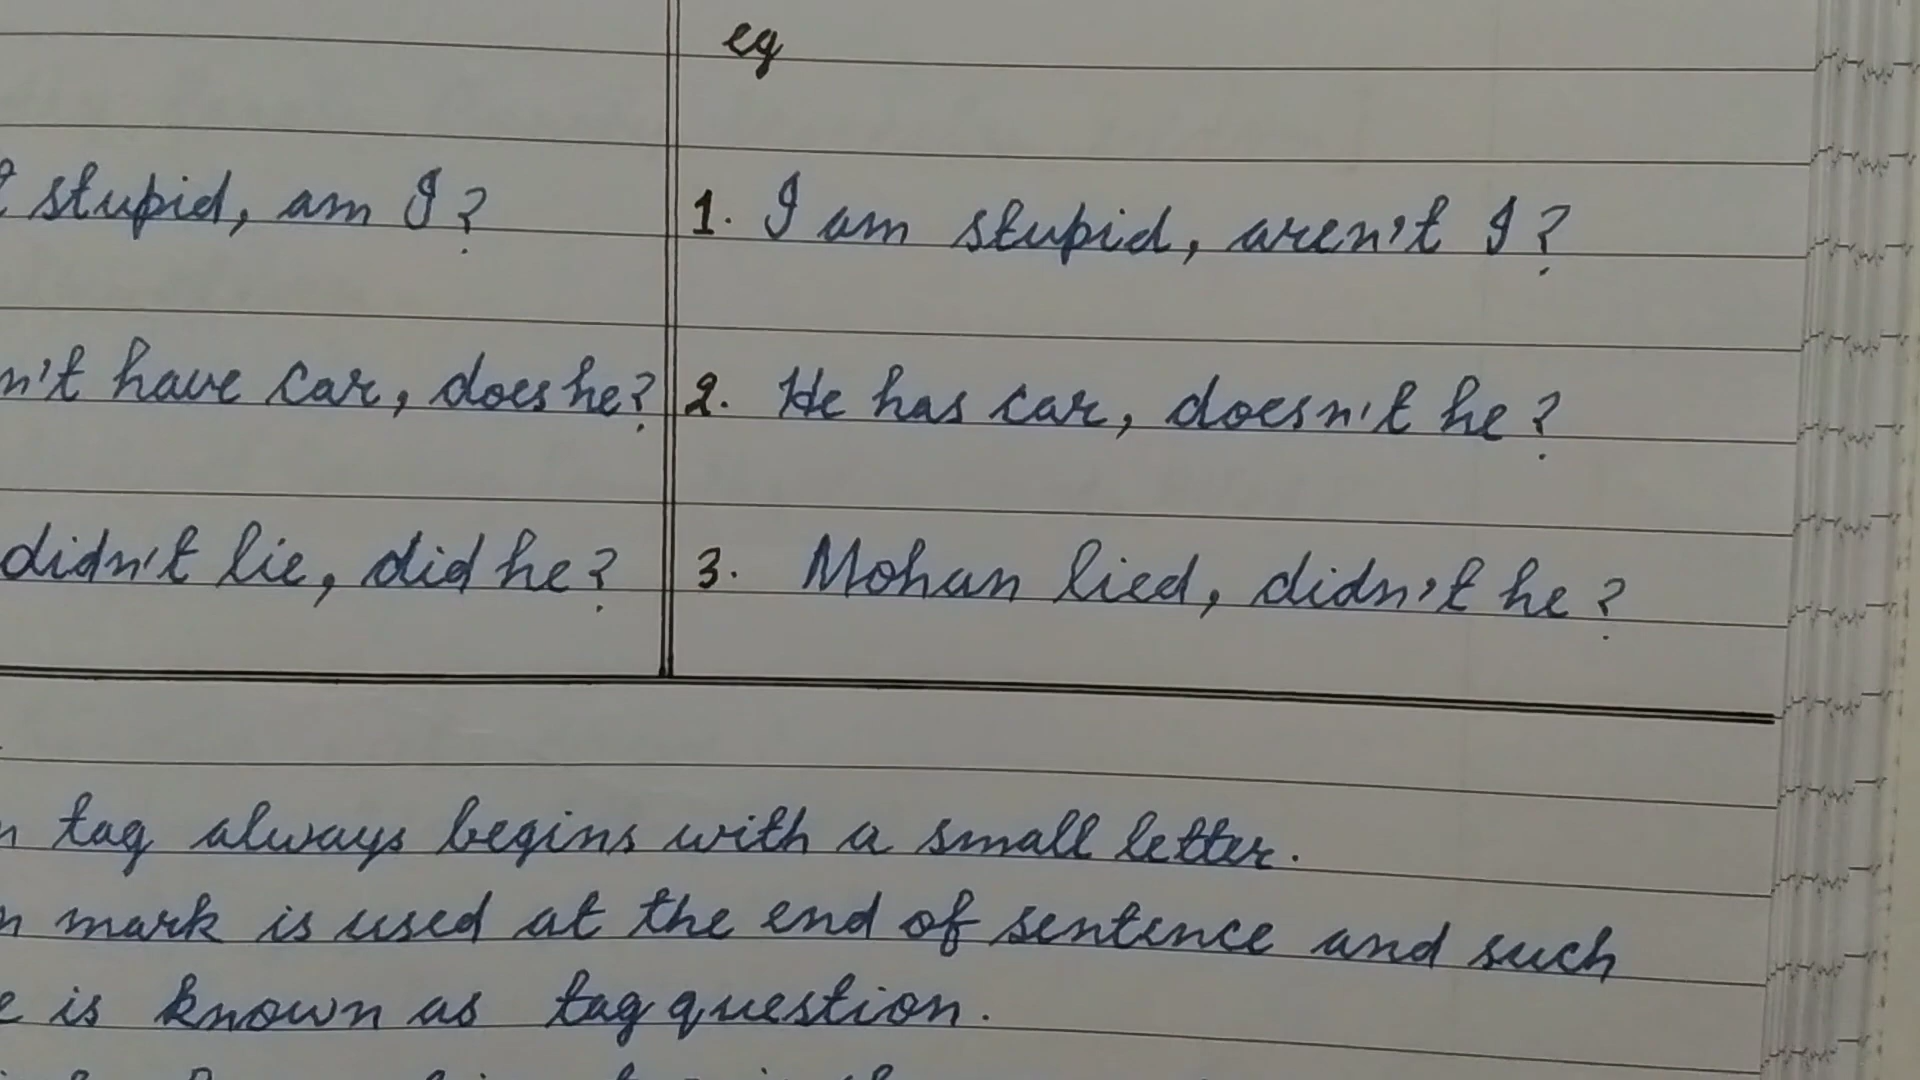 eg
stupid, am I?
1. I am stupid, aren't I?
n't have car, does he?
2. He has car, doesn't he?
didn't lie, did he?
3. Mohan lied, didn't he?
tag always begins with a small letter.
mark is used at the end of sentence and such
is known as tag question.